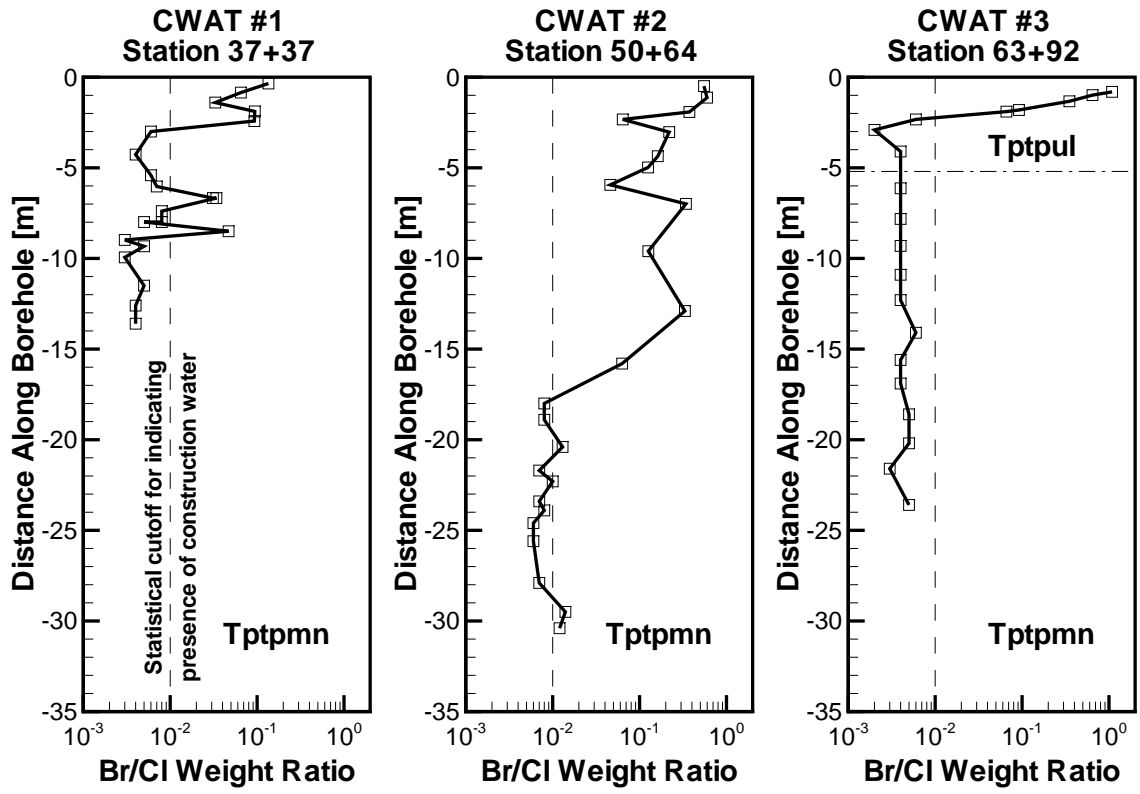 CWAT #1
Station 37+37
0
-5
-10
-15
-20
-25
-30
-35
Distance Along Borehole [m]
Statistical cutoff for indicating
presence of construction water
Tptpmn
10-3 10-2 10-1 100
Br/Cl Weight Ratio
CWAT #2
Station 50+64
0
-5
-10
-15
-20
-25
-30
-35
Distance Along Borehole [m]
Tptpmn
10-3 10-2 10-1 100
Br/Cl Weight Ratio
CWAT #3
Station 63+92
0
-5
-10
-15
-20
-25
-30
-35
Distance Along Borehole [m]
Tptpul
Tptpmn
10-3 10-2 10-1 100
Br/Cl Weight Ratio